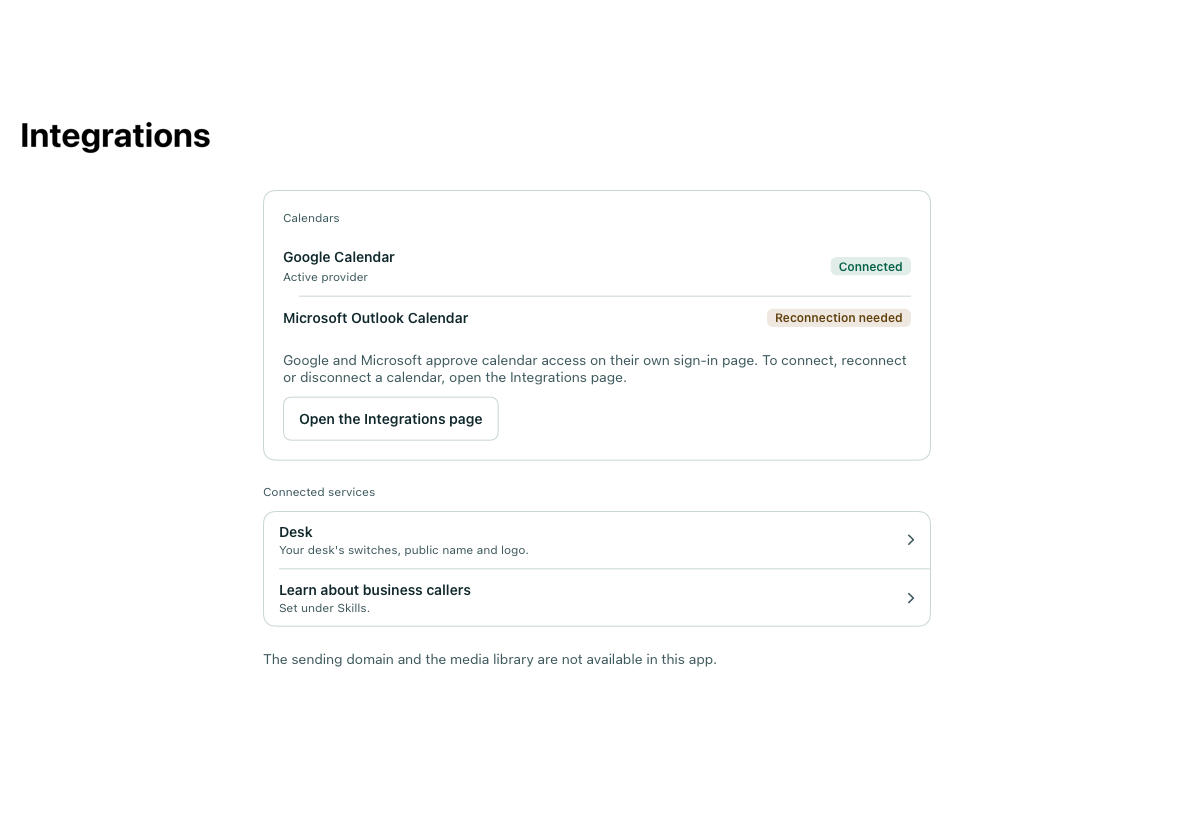 Integrations
Calendars
Google Calendar
Active provider
Connected
Microsoft Outlook Calendar
Reconnection needed
Google and Microsoft approve calendar access on their own sign-in page. To connect, reconnect
or disconnect a calendar, open the Integrations page.
Open the Integrations page
Connected services
Desk
Your desk's switches, public name and logo.
Learn about business callers
Set under Skills.
The sending domain and the media library are not available in this app.